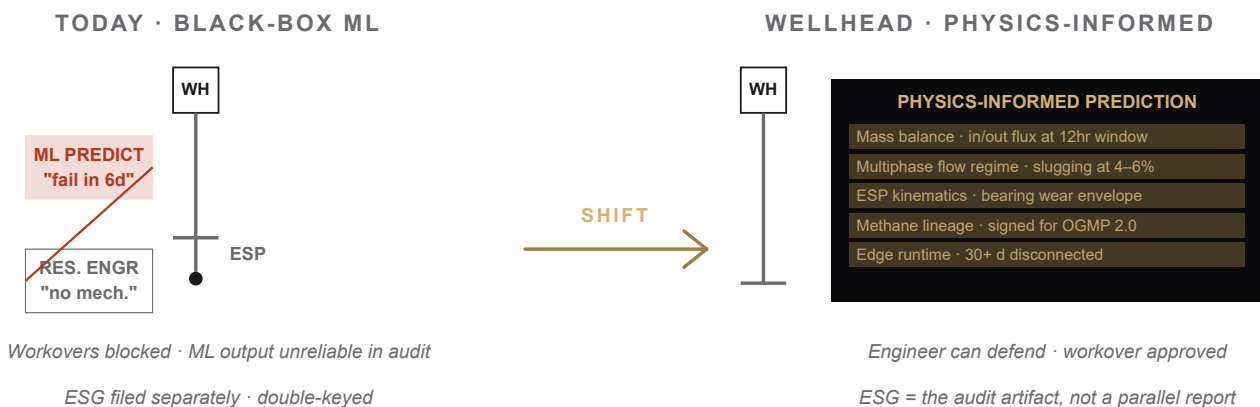 TODAY · BLACK-BOX ML
WH
ML PREDICT
"fail in 6d"
RES. ENGR
"no mech."
ESP
Workovers blocked · ML output unreliable in audit
ESG filed separately · double-keyed
SHIFT
WELLHEAD · PHYSICS-INFORMED
WH
PHYSICS-INFORMED PREDICTION
Mass balance · in/out flux at 12hr window
Multiphase flow regime · slugging at 4–6%
ESP kinematics · bearing wear envelope
Methane lineage · signed for OGMP 2.0
Edge runtime · 30+ d disconnected
Engineer can defend · workover approved
ESG = the audit artifact, not a parallel report